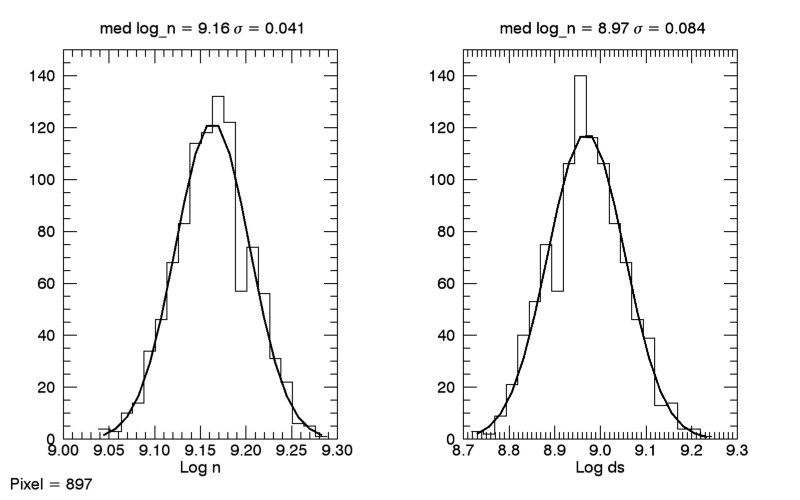 med log_n = 9.16 σ = 0.041
med log_n = 8.97 σ = 0.084
140
120
100
80
60
40
20
0
9.00 9.05 9.10 9.15 9.20 9.25 9.30
Log n
140
120
100
80
60
40
20
0
8.7 8.8 8.9 9.0 9.1 9.2 9.3
Log ds
Pixel = 897